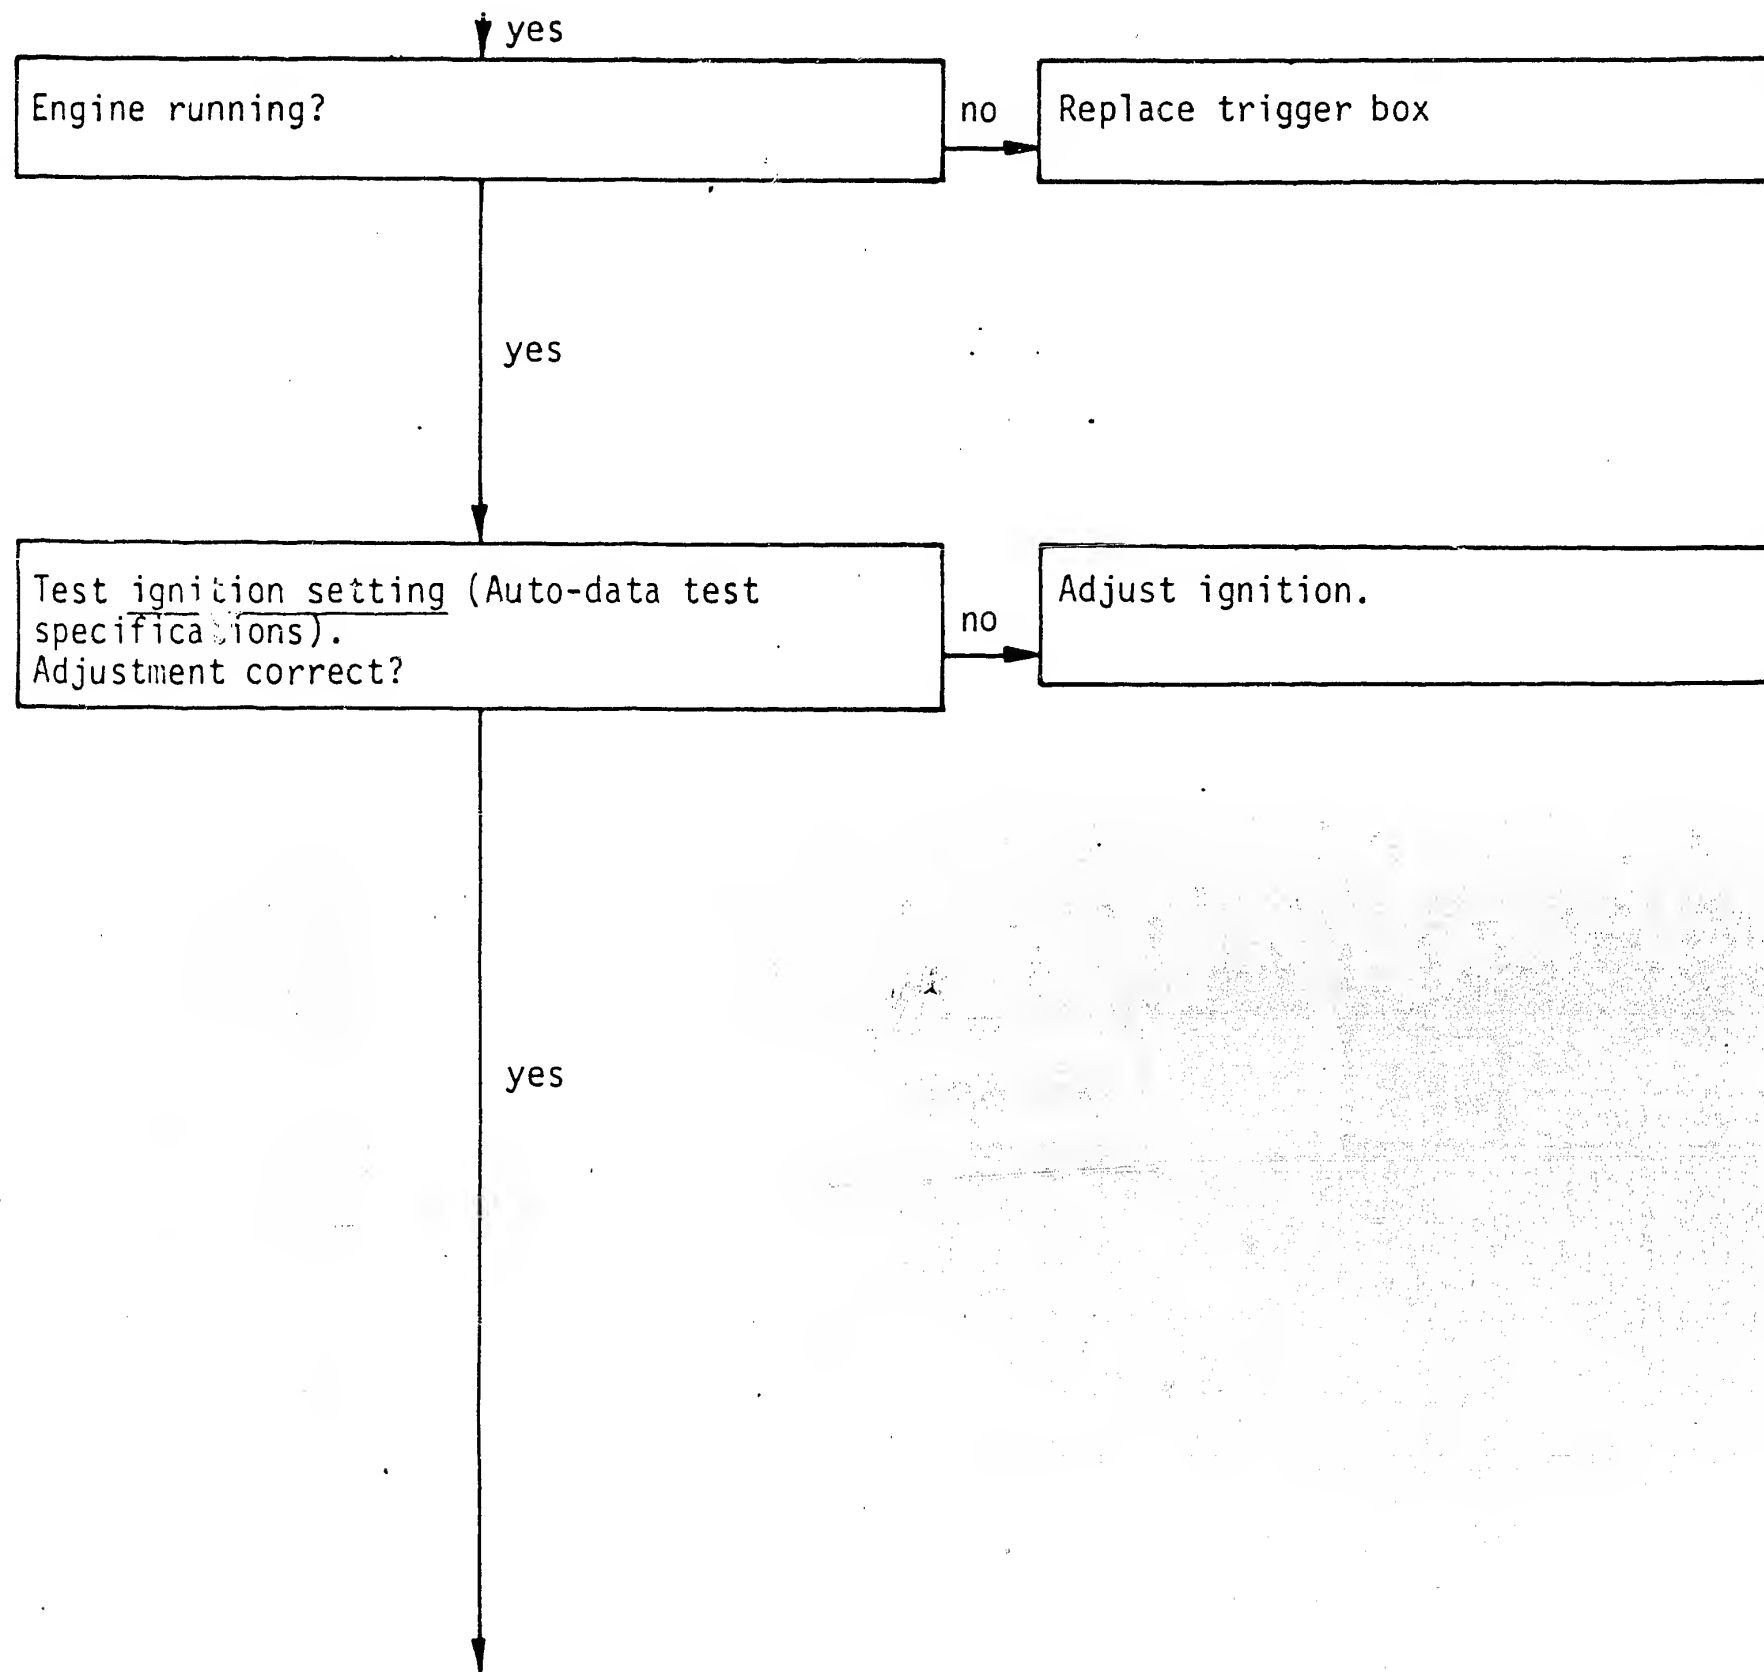 yes
Engine running?
no
Replace trigger box
yes
Test ignition setting (Auto-data test
specifications).
Adjustment correct?
no
Adjust ignition.
yes